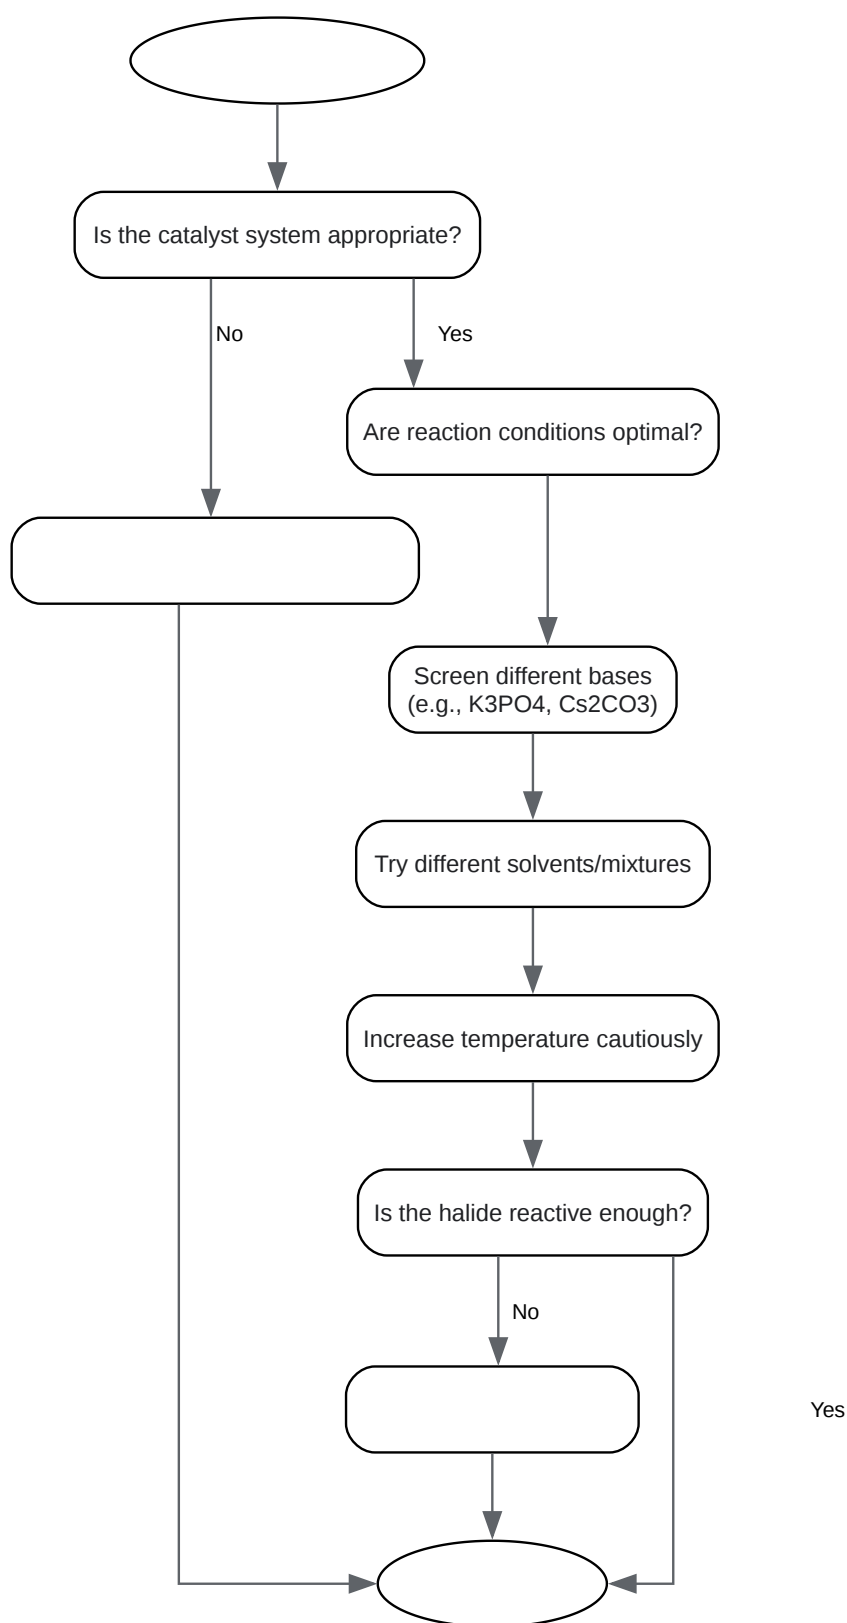 Is the catalyst system appropriate?
No
Yes
Are reaction conditions optimal?
Screen different bases
(e.g., K3PO4, Cs2CO3)
Try different solvents/mixtures
Increase temperature cautiously
Is the halide reactive enough?
No
Yes